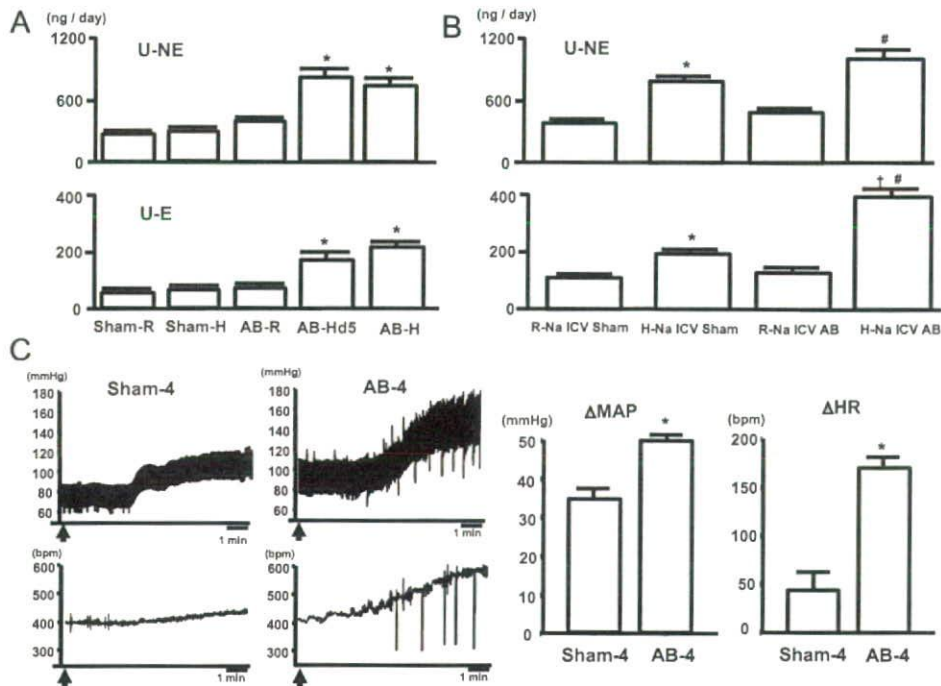 A
(ng / day)
1200
U-NE
* *
600
0
400
U-E
* *
200
0
Sham-R Sham-H AB-R AB-Hd5 AB-H
B
(ng / day)
1200
U-NE
* #
600
0
400
† #
U-E
*
200
0
R-Na ICV Sham H-Na ICV Sham R-Na ICV AB H-Na ICV AB
C
(mmHg)
Sham-4
180
160
140
120
100
80
60
1 min
(bpm)
600
500
400
300
1 min
(mmHg)
AB-4
180
160
140
120
100
80
60
1 min
(bpm)
600
500
400
300
1 min
(mmHg)
ΔMAP
*
50
40
30
20
10
0
Sham-4 AB-4
(bpm)
ΔHR
200
*
150
100
50
0
Sham-4 AB-4